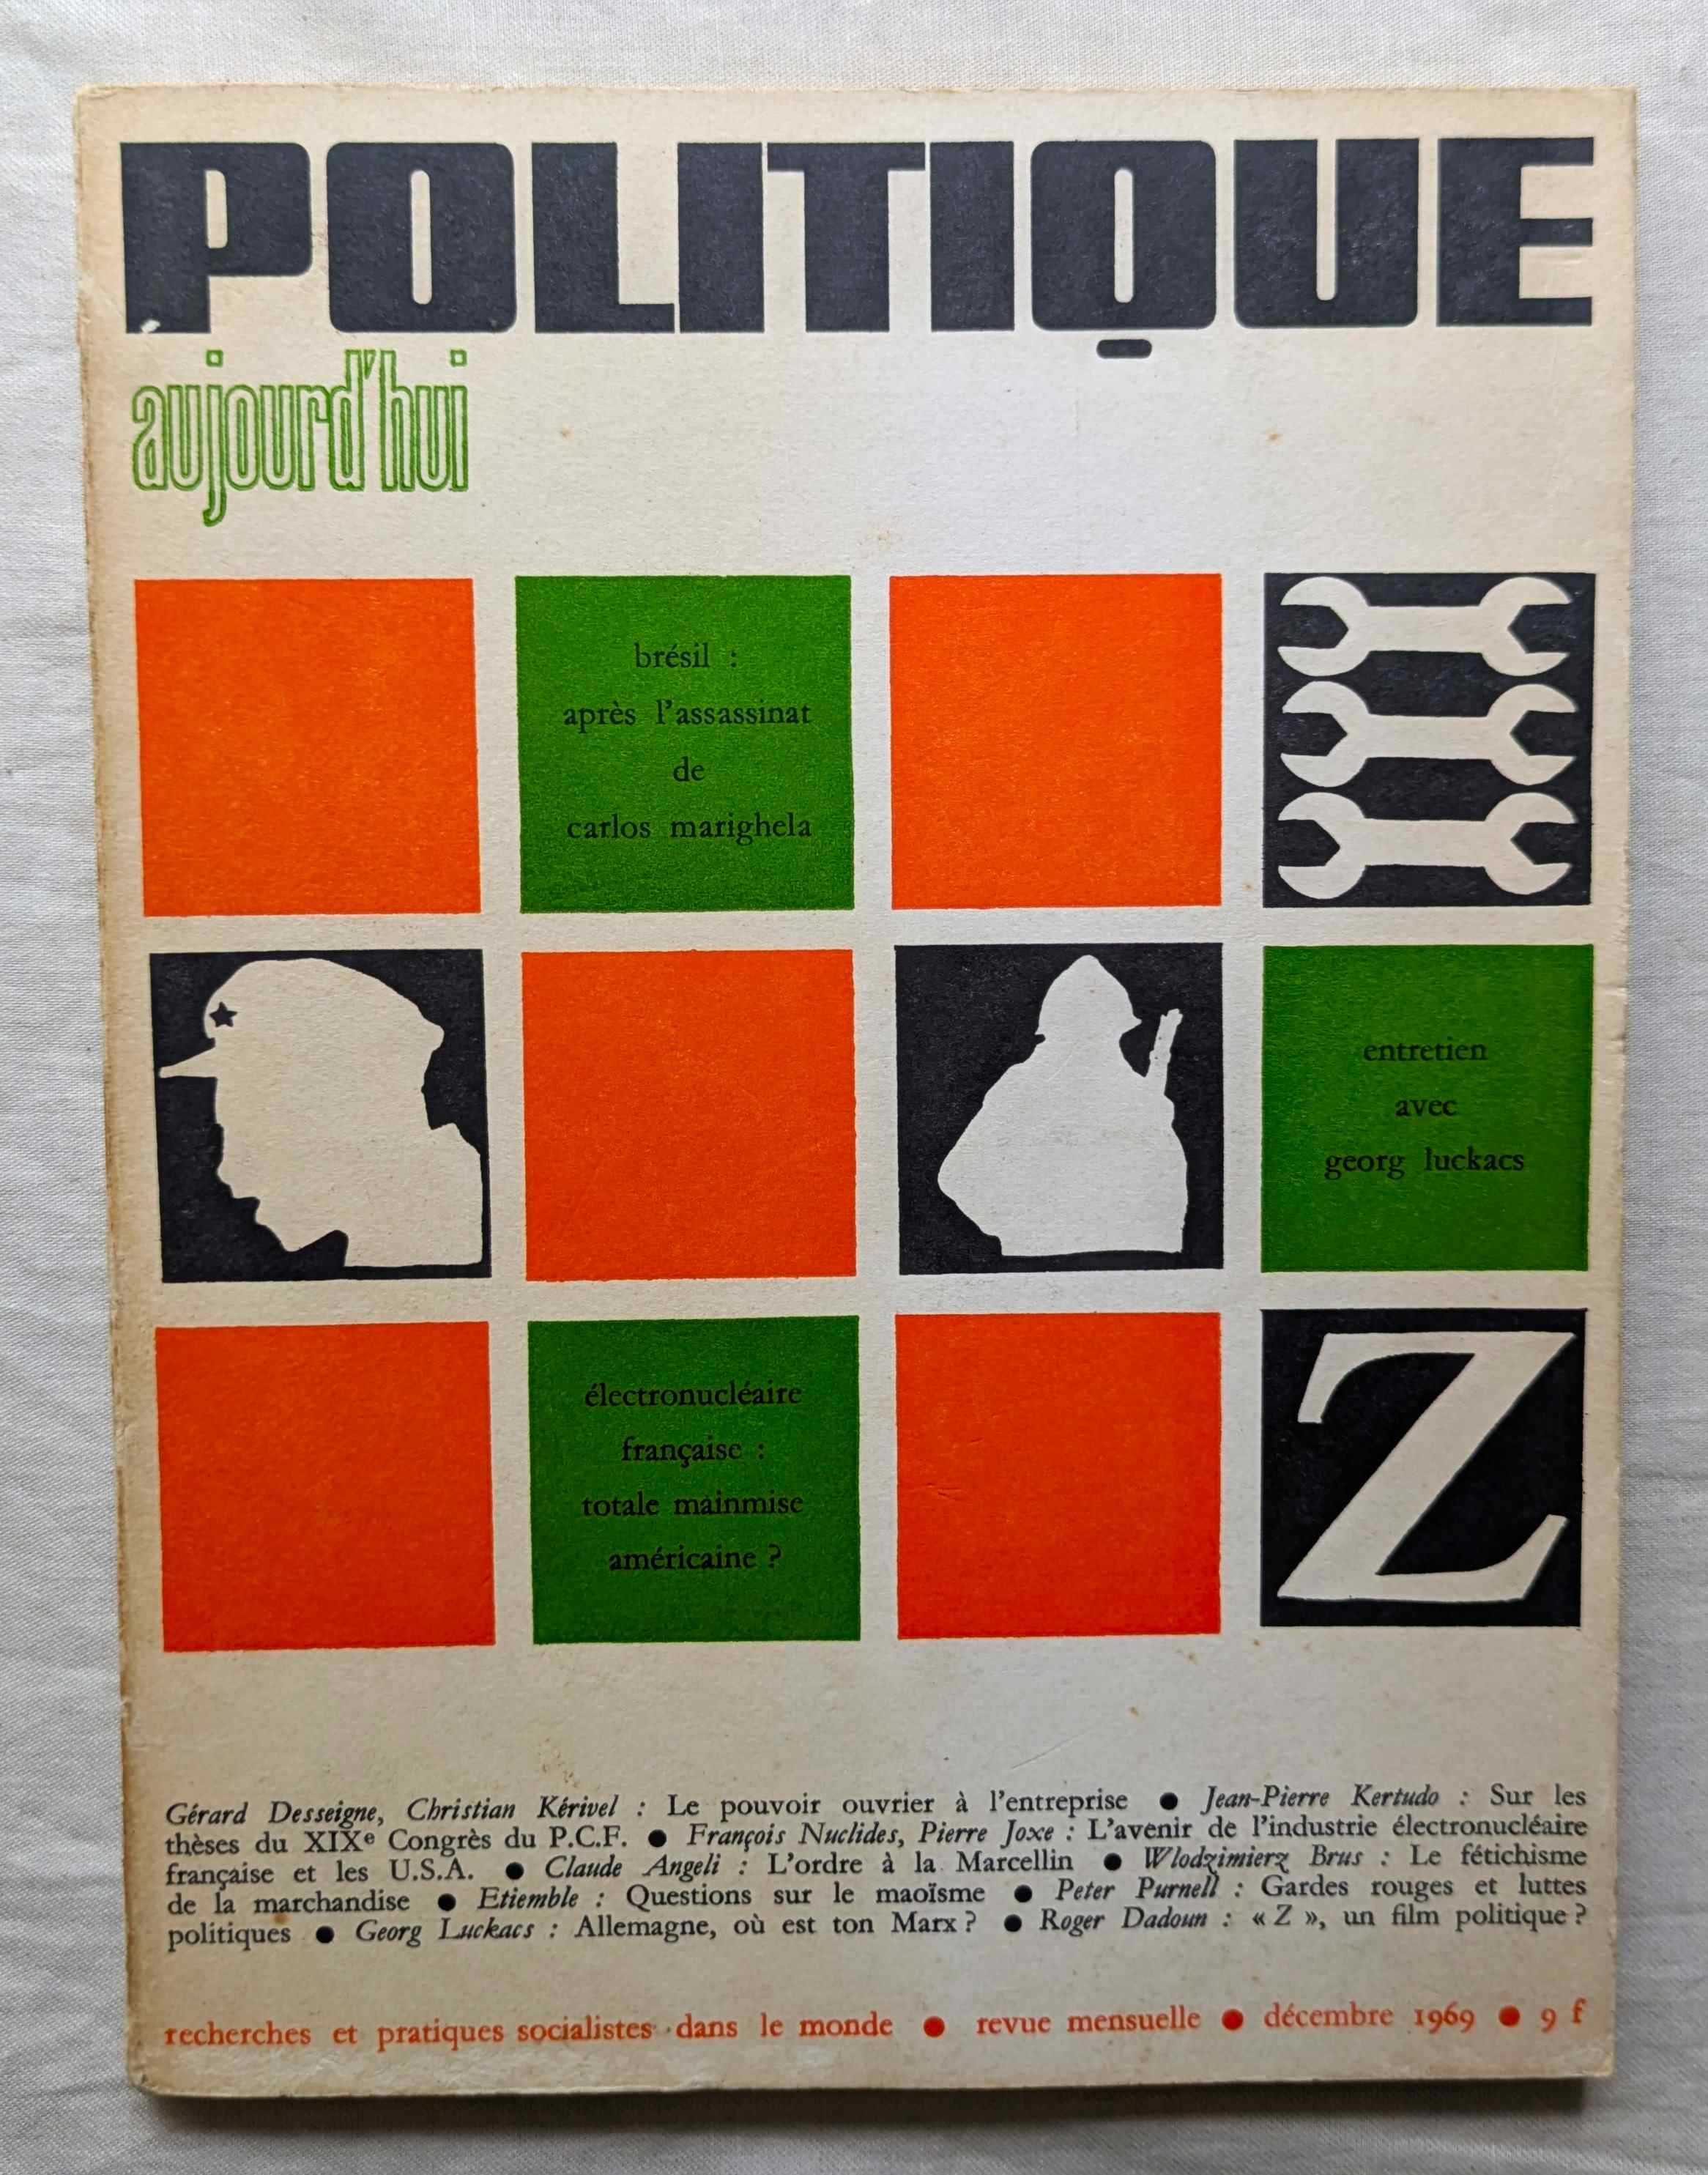 POLITIQUE
aujourd'hui
brésil :
après l'assassinat
de
carlos marighela
entretien
avec
georg luckacs
électronucléaire
française :
totale mainmise
américaine ?
Z
Gérard Desseigne, Christian Kérivel : Le pouvoir ouvrier à l'entreprise ● Jean-Pierre Kertudo : Sur les
thèses du XIXe Congrès du P.C.F. ● François Nuclides, Pierre Joxe : L'avenir de l'industrie électronucléaire
française et les U.S.A. ● Claude Angeli : L'ordre à la Marcellin ● Wlodzimierz Brus : Le fétichisme
de la marchandise ● Etiemble : Questions sur le maoïsme ● Peter Purnell : Gardes rouges et luttes
politiques ● Georg Luckacs : Allemagne, où est ton Marx ? ● Roger Dadoun : « Z », un film politique ?
recherches et pratiques socialistes dans le monde ● revue mensuelle ● décembre 1969 ● 9 f